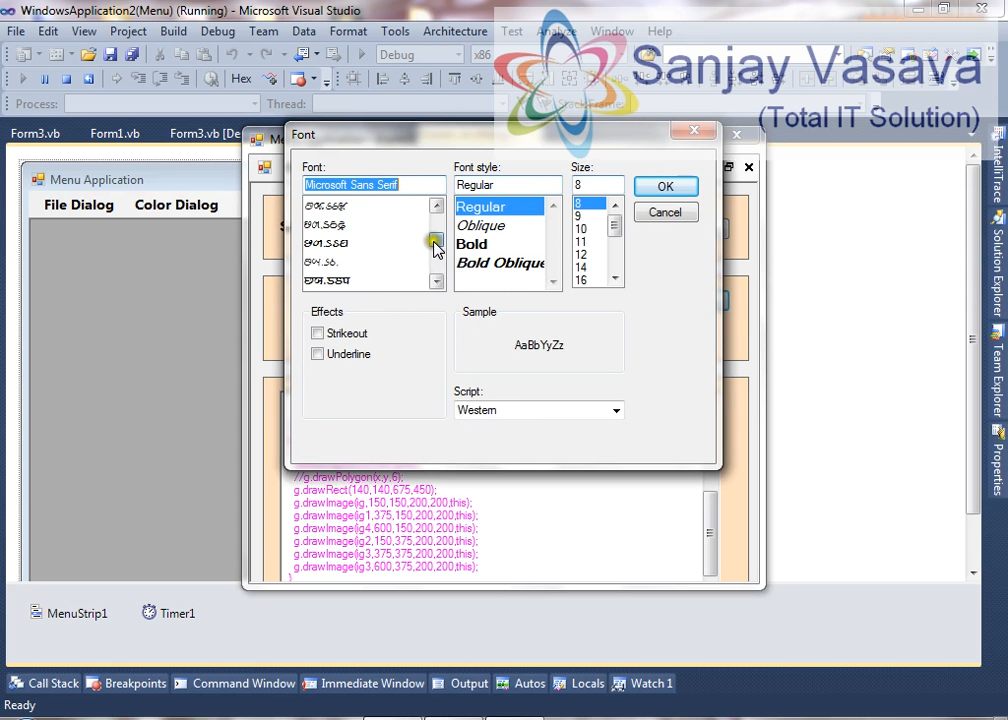 WindowsApplication2(Menu) (Running) - Microsoft Visual Studio
File Edit View Project Build Debug Team Data Format Tools Architecture Test Analyze Window Help
Debug x86
Hex
Process: Thread: Stack Frame:
Sanjay Vasava
(Total IT Solution)
Form3.vb Form1.vb Form3.vb [De
Menu Application
File Dialog Color Dialog
Font
Font: Font style: Size:
Microsoft Sans Serif Regular 8
Regular
Oblique
Bold
Bold Oblique
8
9
10
11
12
14
16
OK
Cancel
Effects
Strikeout
Underline
Sample
AaBbYyZz
Script:
Western
//g.drawPolygon(x,y,6);
g.drawRect(140,140,675,450);
g.drawImage(ig,150,150,200,200,this);
g.drawImage(ig1,375,150,200,200,this);
g.drawImage(ig4,600,150,200,200,this);
g.drawImage(ig2,150,375,200,200,this);
g.drawImage(ig3,375,375,200,200,this);
g.drawImage(ig3,600,375,200,200,this);
}
IntelliTrace
Solution Explorer
Team Explorer
Properties
MenuStrip1 Timer1
Call Stack Breakpoints Command Window Immediate Window Output Autos Locals Watch 1
Ready